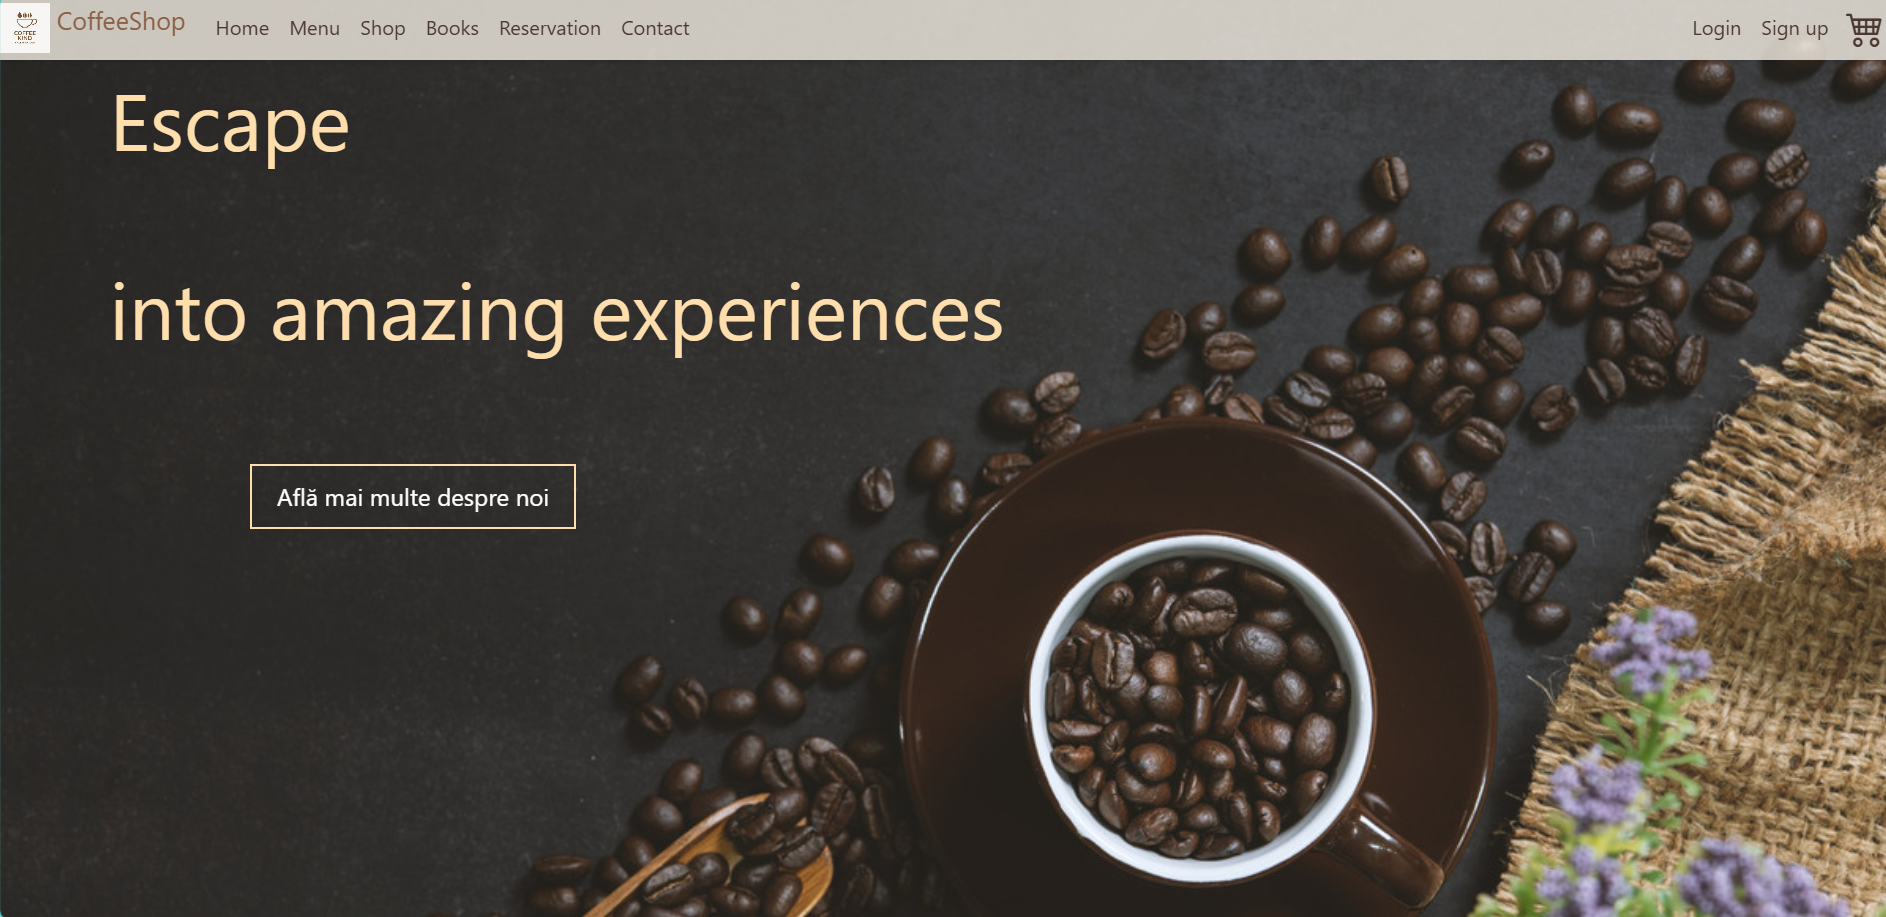 COFFEE
KIND
CoffeeShop
Home Menu Shop Books Reservation Contact
Login Sign up
Escape
into amazing experiences
Află mai multe despre noi